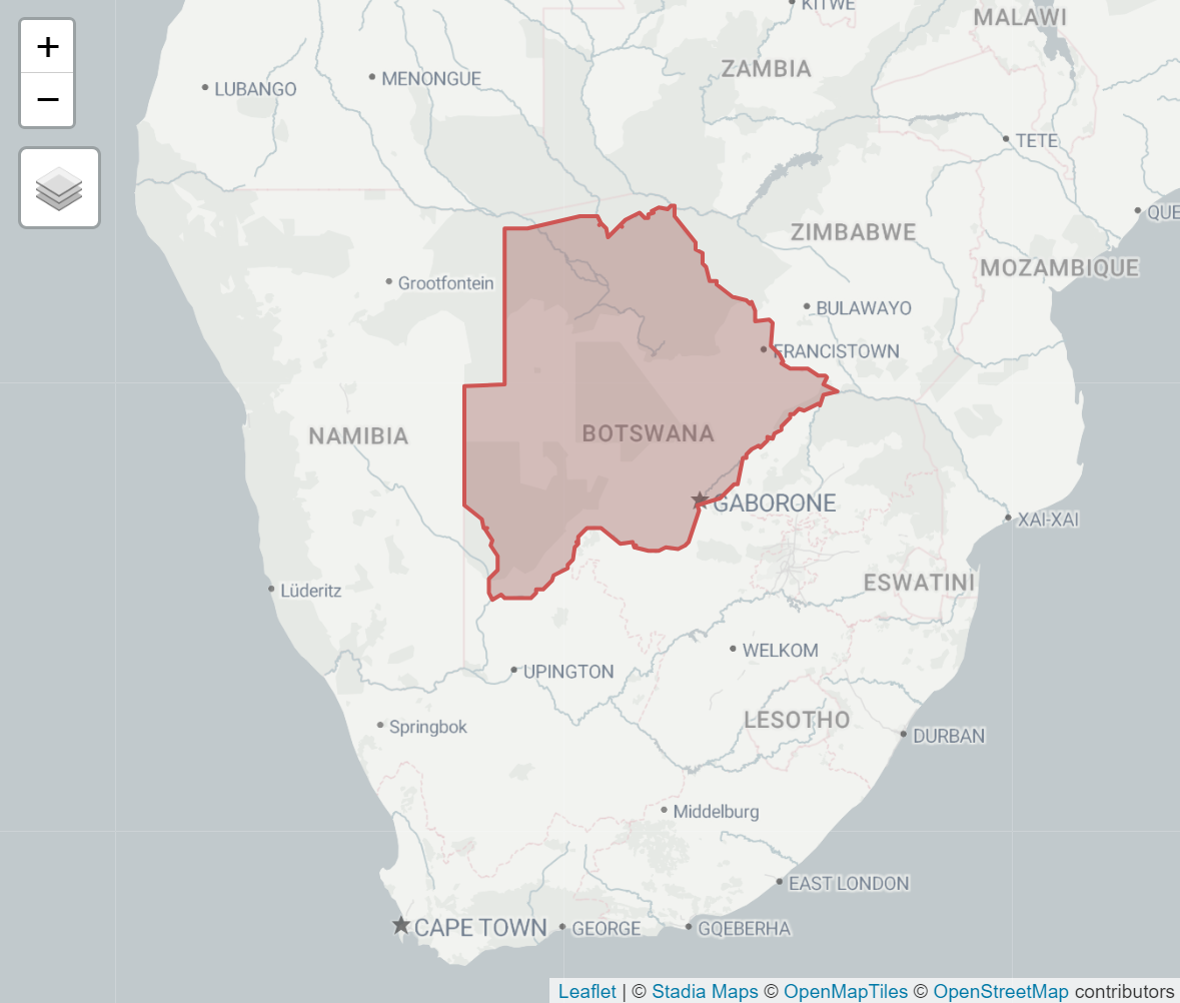 KITWE
MALAWI
+
ZAMBIA
LUBANGO
MENONGUE
−
TETE
QUE
ZIMBABWE
MOZAMBIQUE
Grootfontein
BULAWAYO
FRANCISTOWN
NAMIBIA
BOTSWANA
GABORONE
XAI-XAI
ESWATINI
Lüderitz
WELKOM
UPINGTON
LESOTHO
Springbok
DURBAN
Middelburg
EAST LONDON
CAPE TOWN
GEORGE
GQEBERHA
Leaflet | © Stadia Maps © OpenMapTiles © OpenStreetMap contributors